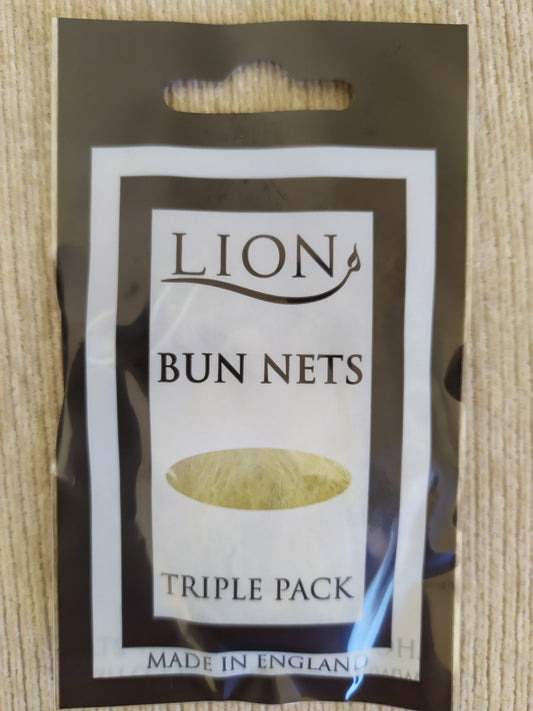 LION
BUN NETS
TRIPLE PACK
MADE IN ENGLAND